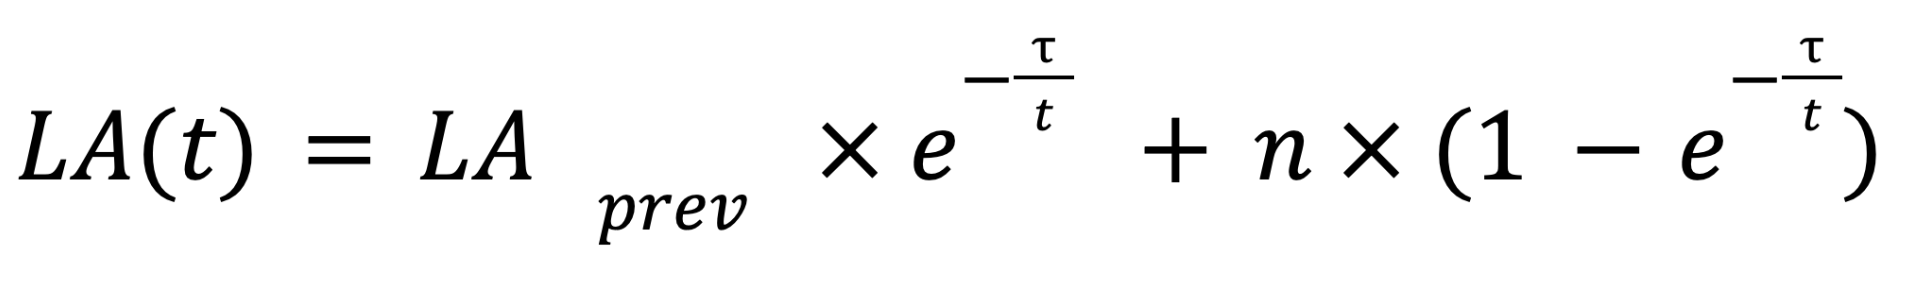 LA(t) = LA_prev × e^(-τ/t) + n × (1 − e^(-τ/t))